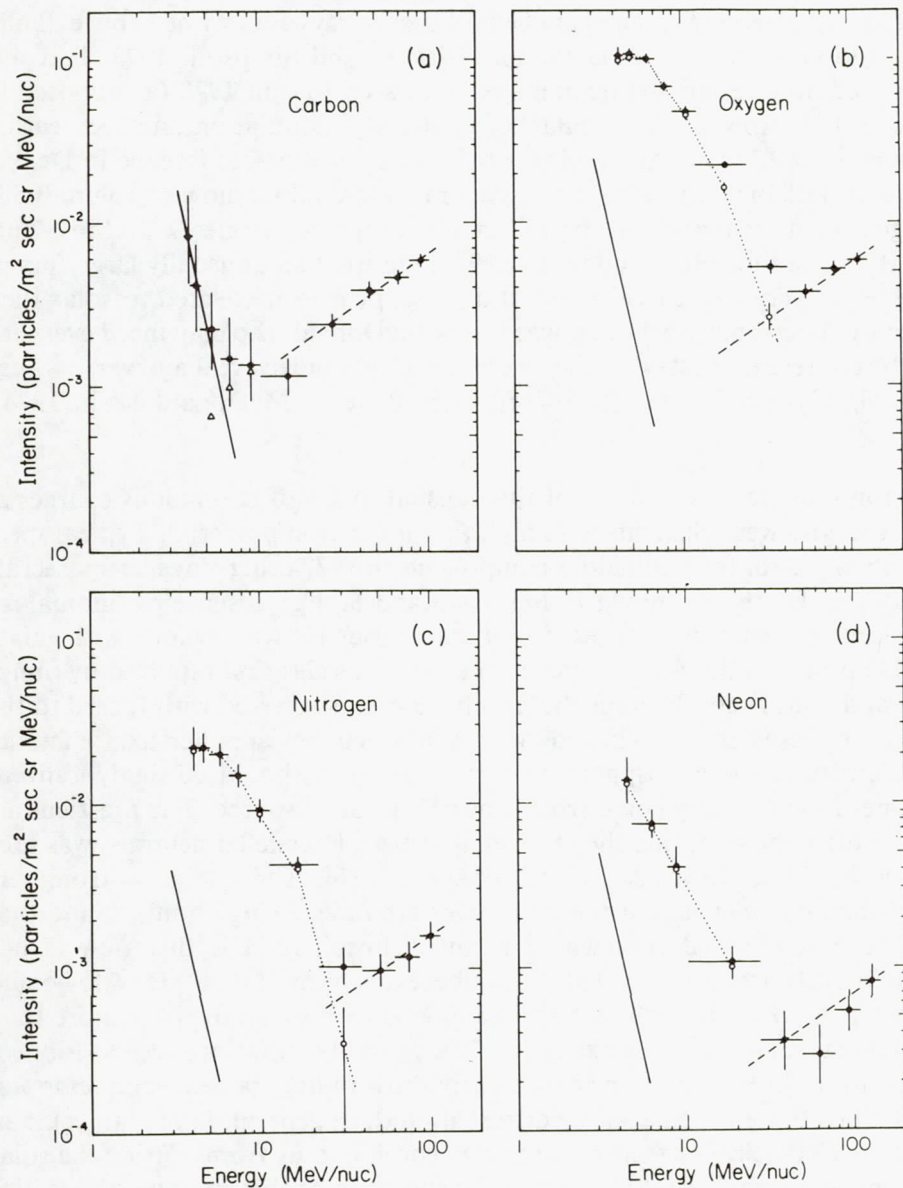 (a)
Carbon
(b)
Oxygen
10⁻¹
10⁻²
10⁻³
10⁻⁴
Intensity (particles/m² sec sr MeV/nuc)
(c)
Nitrogen
(d)
Neon
10⁻¹
10⁻²
10⁻³
10⁻⁴
Intensity (particles/m² sec sr MeV/nuc)
1
10
100
Energy (MeV/nuc)
10
100
Energy (MeV/nuc)